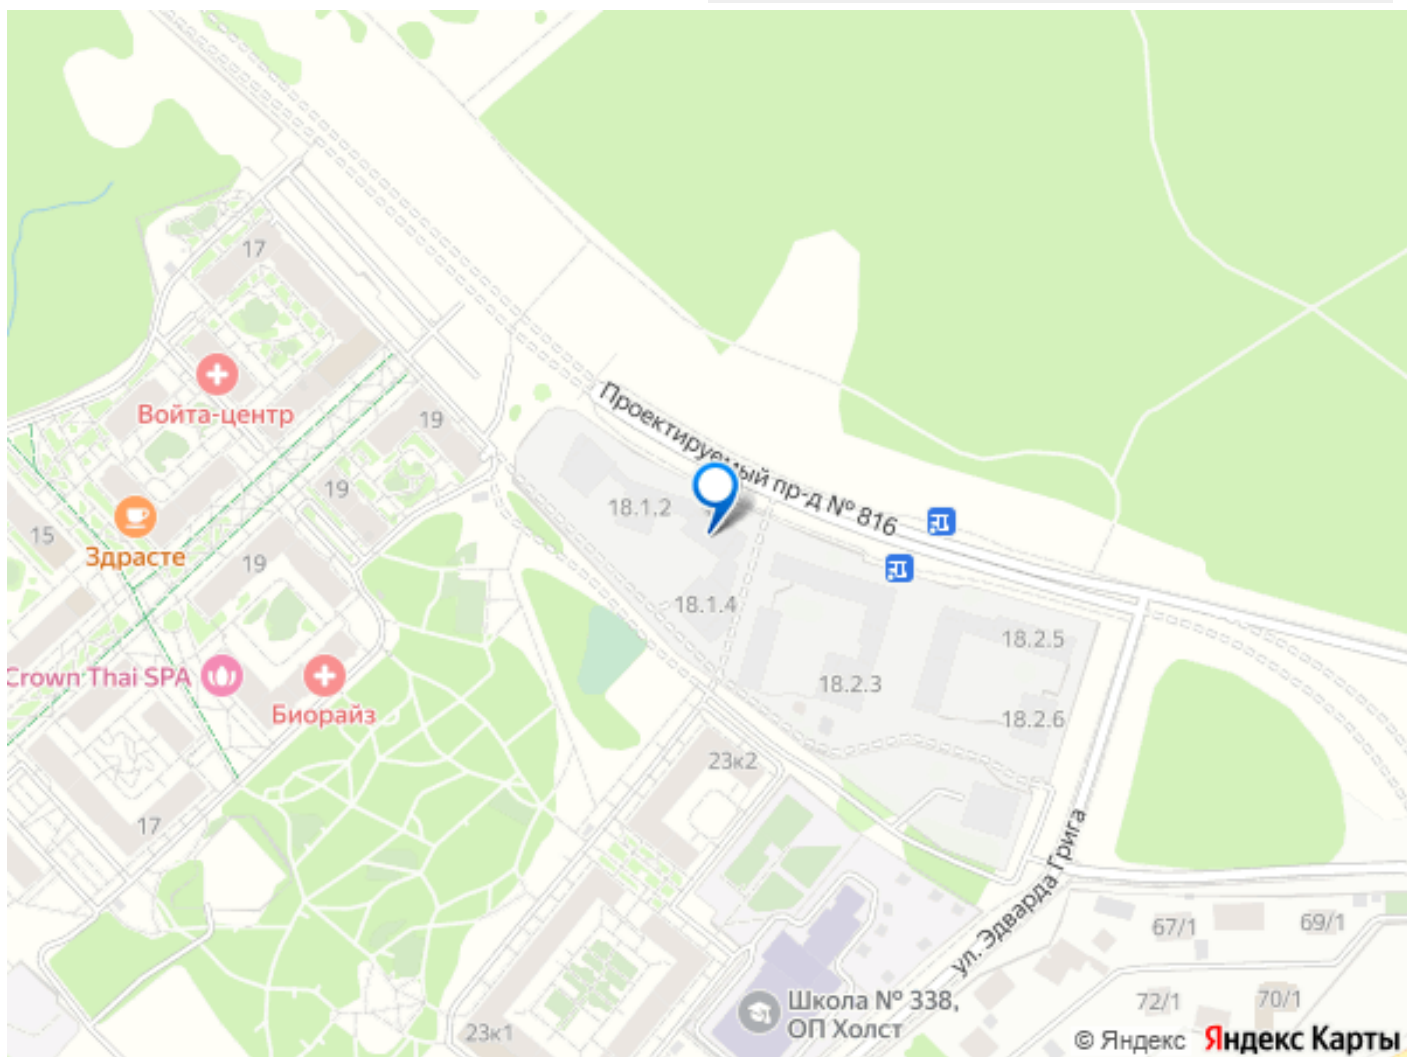 17
Войта-центр
19
19
Проектируемый пр-д № 816
18.1.2
15
Здрасте
19
18.1.4
18.2.5
Crown Thai SPA
18.2.3
Биорайз
18.2.6
23к2
17
ул. Эдварда Грига
67/1
69/1
Школа № 338,
ОП Холст
72/1
70/1
23к1
© Яндекс Яндекс Карты